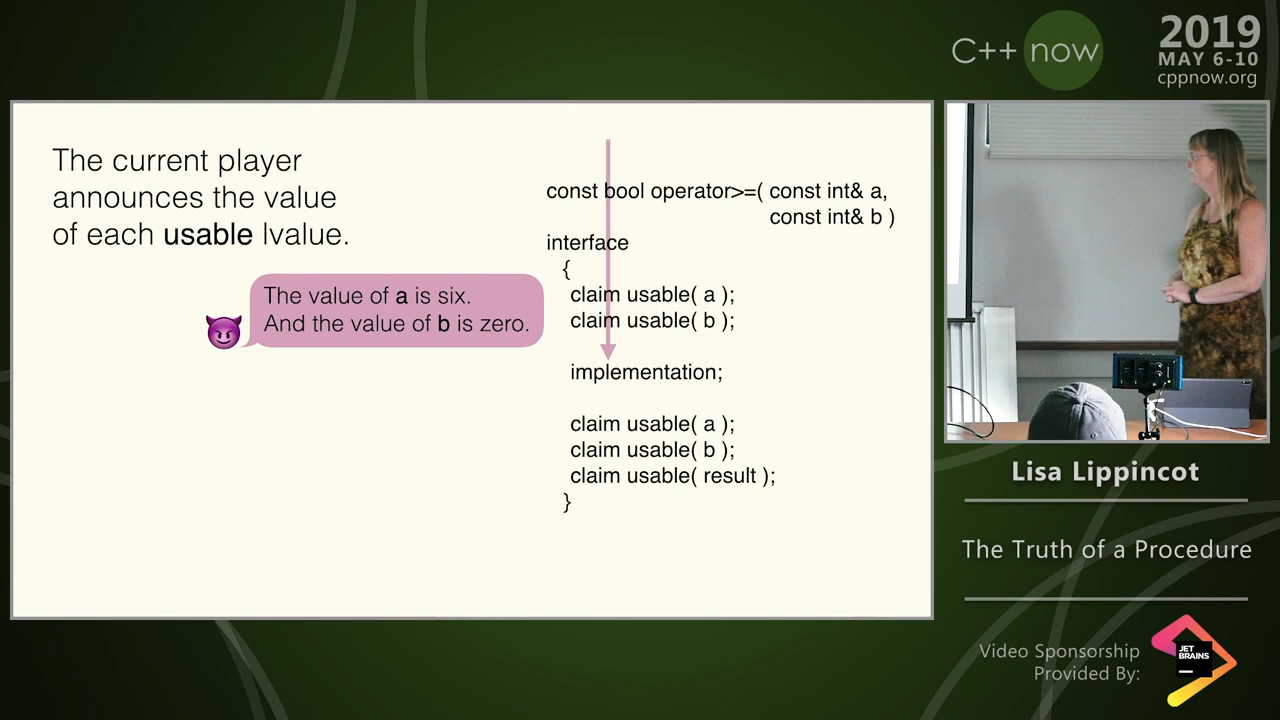 C++ now
2019
MAY 6-10
cppnow.org
The current player
announces the value
of each usable lvalue.
The value of a is six.
And the value of b is zero.
const bool operator>=( const int& a,
const int& b )
interface
{
claim usable( a );
claim usable( b );
implementation;
claim usable( a );
claim usable( b );
claim usable( result );
}
Lisa Lippincot
The Truth of a Procedure
Video Sponsorship
Provided By:
JET
BRAINS